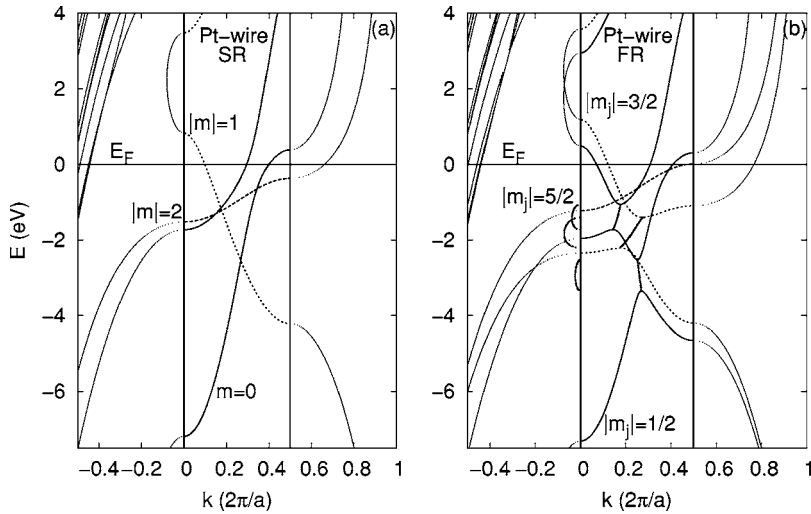 Pt−wire
SR
(a)
|m|=1
E_F
|m|=2
m=0
4
2
0
−2
−4
−6
E (eV)
−0.4 −0.2 0 0.2 0.4 0.6 0.8 1
k (2π/a)
Pt−wire
FR
(b)
|m_j|=3/2
E_F
|m_j|=5/2
|m_j|=1/2
4
2
0
−2
−4
−6
−0.4 −0.2 0 0.2 0.4 0.6 0.8 1
k (2π/a)